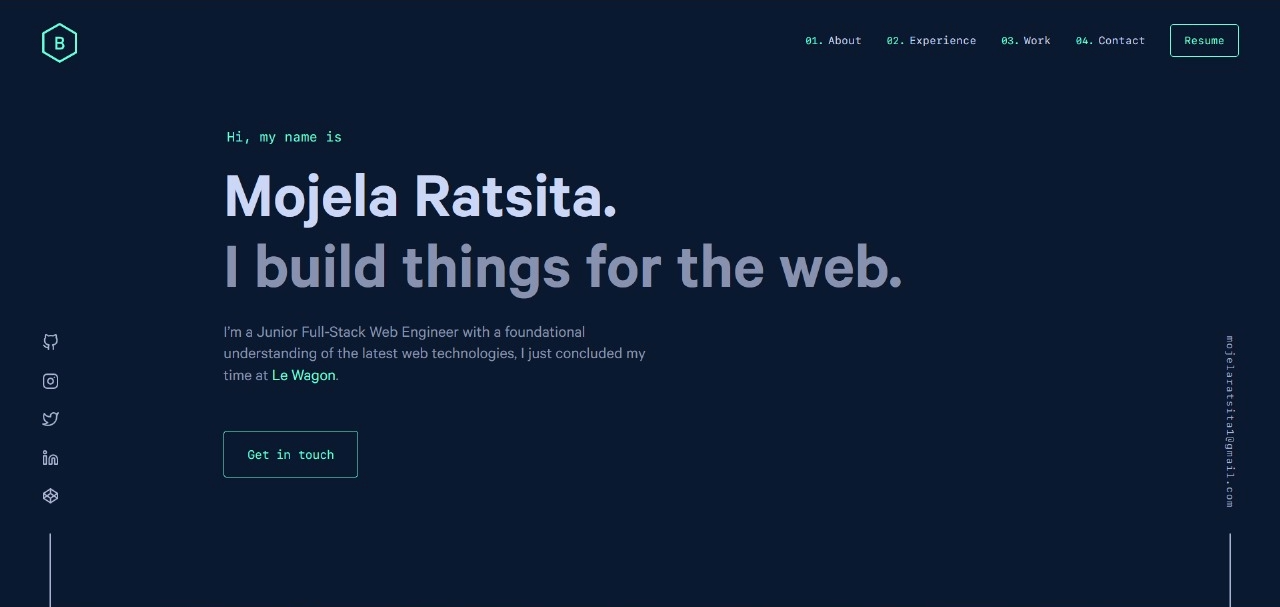 B
01. About 02. Experience 03. Work 04. Contact Resume
Hi, my name is
Mojela Ratsita.
I build things for the web.
I'm a Junior Full-Stack Web Engineer with a foundational
understanding of the latest web technologies, I just concluded my
time at Le Wagon.
Get in touch
mojelaratsita1@gmail.com